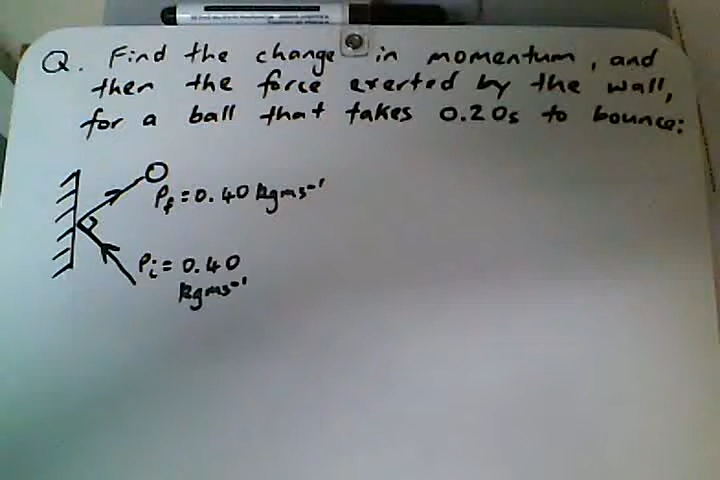 Q. Find the change in momentum, and
then the force exerted by the wall,
for a ball that takes 0.20s to bounce:
Pf = 0.40 kgms⁻¹
Pi = 0.40
kgms⁻¹